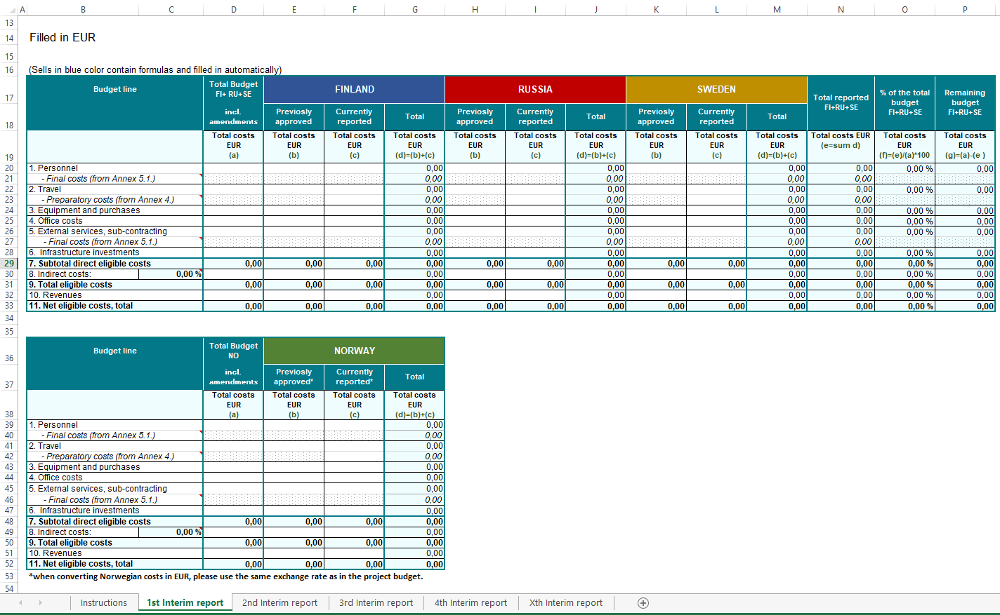 A B C D E F G H I J K L M N O P
13
14 Filled in EUR
15
16 (Sells in blue color contain formulas and filled in automatically)
17 Budget line Total Budget FI+ RU+SE FINLAND RUSSIA SWEDEN Total reported FI+RU+SE % of the total budget FI+RU+SE Remaining budget FI+RU+SE
18 incl. amendments Previosly approved Currently reported Total Previosly approved Currently reported Total Previosly approved Currently reported Total
19 Total costs EUR (a) Total costs EUR (b) Total costs EUR (c) Total costs EUR (d)=(b)+(c) Total costs EUR (b) Total costs EUR (c) Total costs EUR (d)=(b)+(c) Total costs EUR (b) Total costs EUR (c) Total costs EUR (d)=(b)+(c) Total costs EUR (e=sum d) Total costs EUR (f)=(e)/(a)*100 Total costs EUR (g)=(a)-(e )
20 1. Personnel 0,00 0,00 0,00 0,00 0,00 % 0,00
21 - Final costs (from Annex 5.1.) 0,00 0,00 0,00 0,00
22 2. Travel 0,00 0,00 0,00 0,00 0,00 % 0,00
23 - Preparatory costs (from Annex 4.) 0,00 0,00 0,00 0,00
24 3. Equipment and purchases 0,00 0,00 0,00 0,00 0,00 % 0,00
25 4. Office costs 0,00 0,00 0,00 0,00 0,00 % 0,00
26 5. External services, sub-contracting 0,00 0,00 0,00 0,00 0,00 % 0,00
27 - Final costs (from Annex 5.1.) 0,00 0,00 0,00 0,00
28 6. Infrastructure investments 0,00 0,00 0,00 0,00 0,00 % 0,00
29 7. Subtotal direct eligible costs 0,00 0,00 0,00 0,00 0,00 0,00 0,00 0,00 0,00 0,00 0,00 0,00 % 0,00
30 8. Indirect costs: 0,00 % 0,00 0,00 0,00 0,00 0,00 % 0,00
31 9. Total eligible costs 0,00 0,00 0,00 0,00 0,00 0,00 0,00 0,00 0,00 0,00 0,00 0,00 % 0,00
32 10. Revenues 0,00 0,00 0,00 0,00 0,00 % 0,00
33 11. Net eligible costs, total 0,00 0,00 0,00 0,00 0,00 0,00 0,00 0,00 0,00 0,00 0,00 0,00 % 0,00
34
35
36 Budget line Total Budget NO NORWAY
37 incl. amendments Previosly approved* Currently reported* Total
38 Total costs EUR (a) Total costs EUR (b) Total costs EUR (c) Total costs EUR (d)=(b)+(c)
39 1. Personnel 0,00
40 - Final costs (from Annex 5.1.) 0,00
41 2. Travel 0,00
42 - Preparatory costs (from Annex 4.) 0,00
43 3. Equipment and purchases 0,00
44 4. Office costs 0,00
45 5. External services, sub-contracting 0,00
46 - Final costs (from Annex 5.1.) 0,00
47 6. Infrastructure investments 0,00
48 7. Subtotal direct eligible costs 0,00 0,00 0,00 0,00
49 8. Indirect costs: 0,00 % 0,00
50 9. Total eligible costs 0,00 0,00 0,00 0,00
51 10. Revenues 0,00
52 11. Net eligible costs, total 0,00 0,00 0,00 0,00
53 *when converting Norwegian costs in EUR, please use the same exchange rate as in the project budget.
54
Instructions 1st Interim report 2nd Interim report 3rd Interim report 4th Interim report Xth Interim report